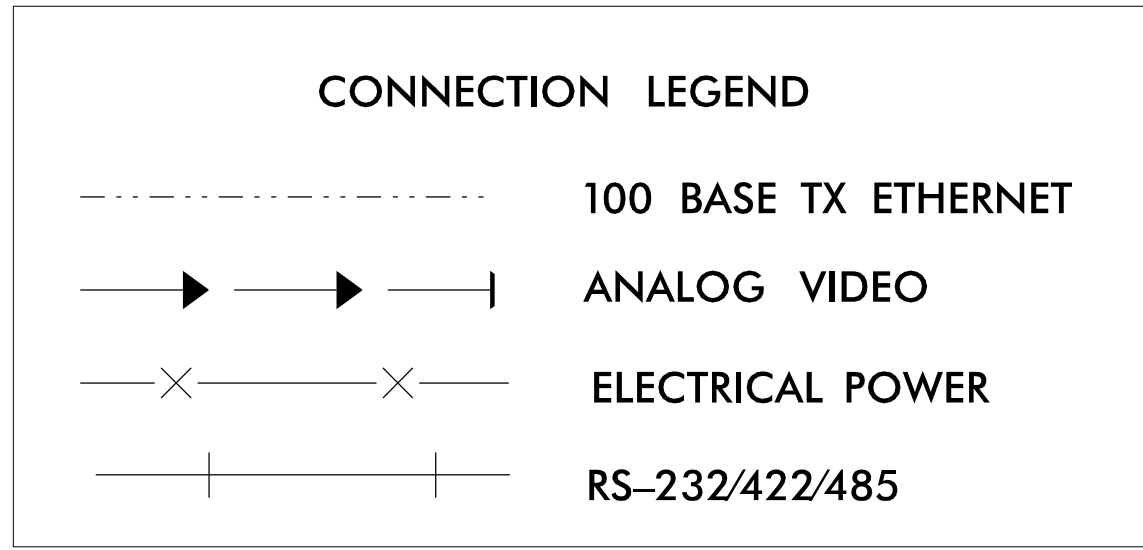 CONNECTION LEGEND
100 BASE TX ETHERNET
ANALOG VIDEO
ELECTRICAL POWER
RS–232/422/485